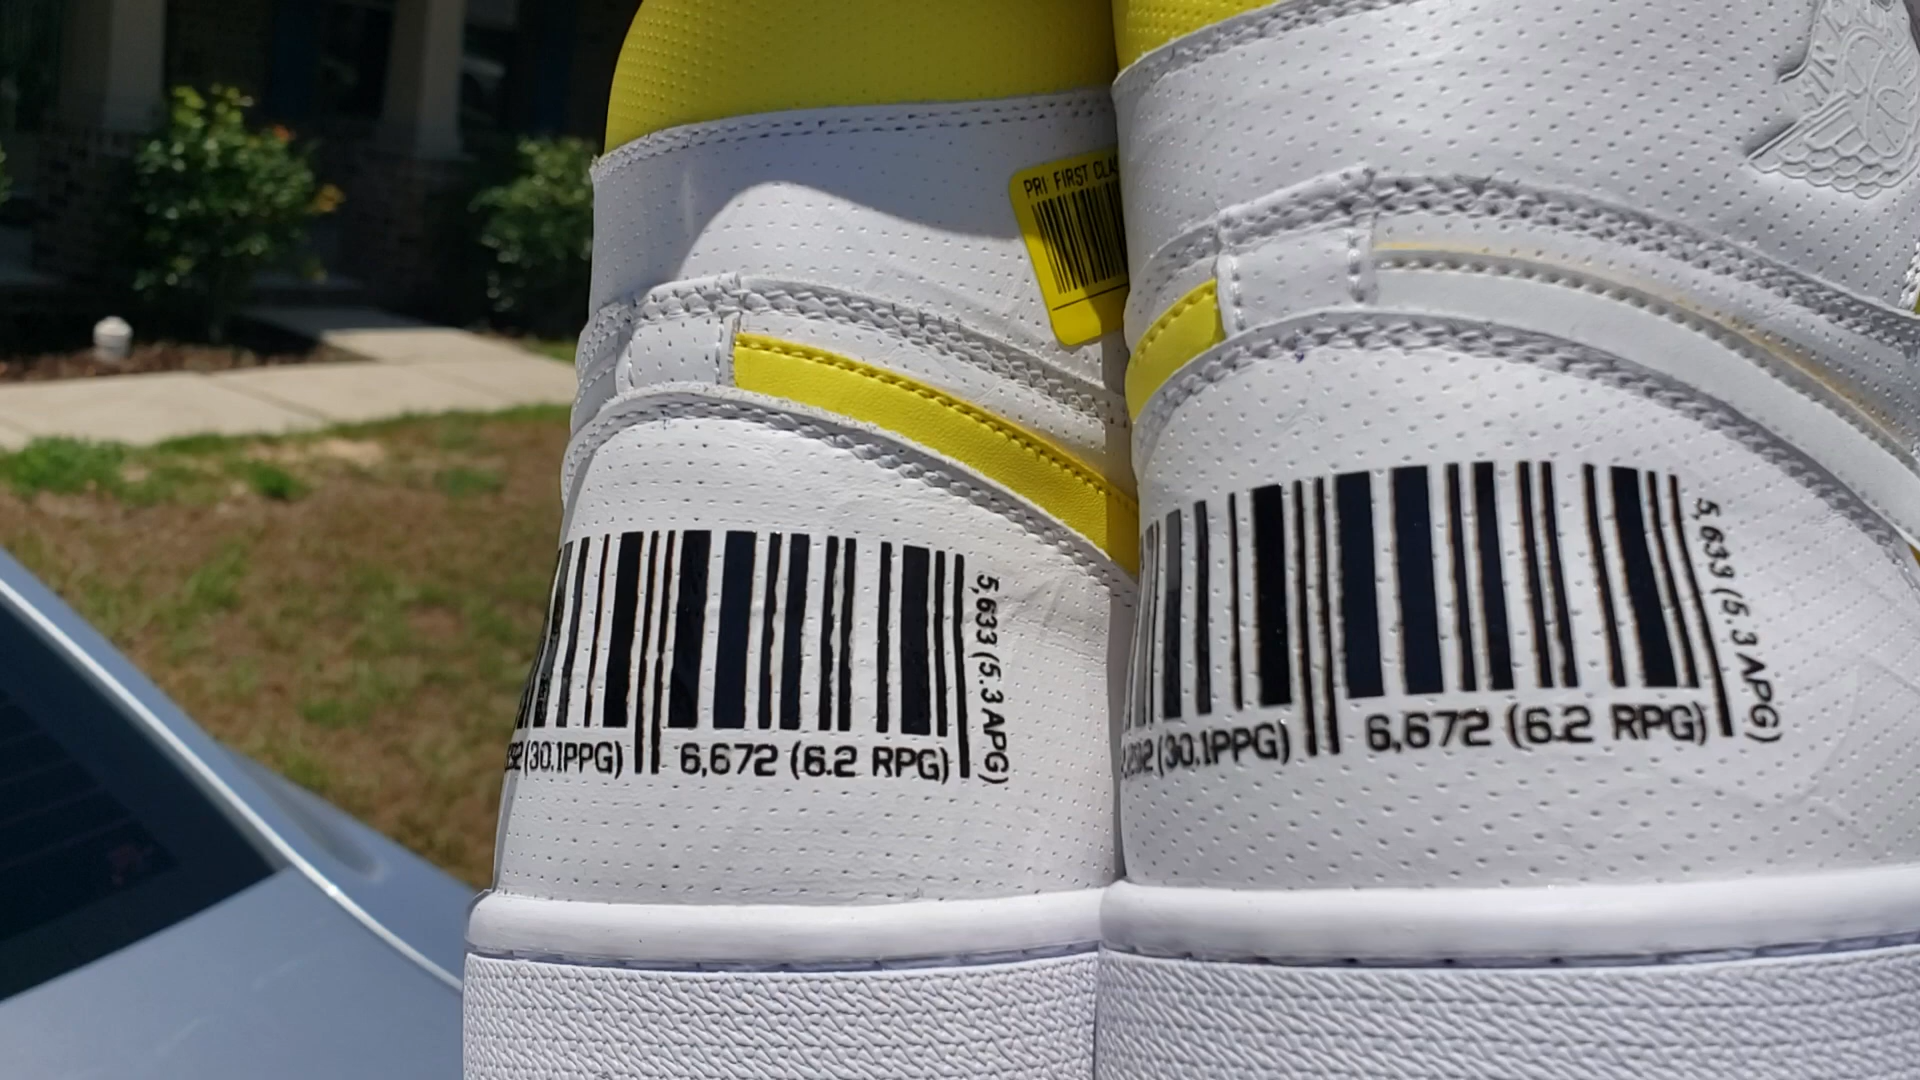 PRI FIRST CLA
(30.1PPG) 6,672 (6.2 RPG)
5,633 (5.3 APG)
(30.1PPG) 6,672 (6.2 RPG)
5,633 (5.3 APG)